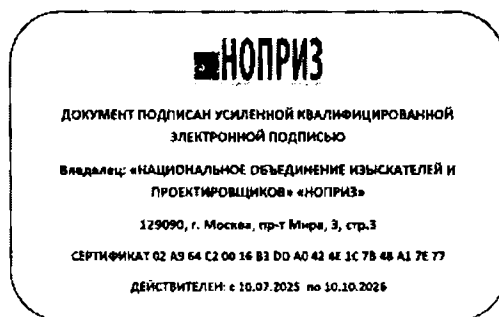 НОПРИЗ
ДОКУМЕНТ ПОДПИСАН УСИЛЕННОЙ КВАЛИФИЦИРОВАННОЙ
ЭЛЕКТРОННОЙ ПОДПИСЬЮ
Владелец: «НАЦИОНАЛЬНОЕ ОБЪЕДИНЕНИЕ ИЗЫСКАТЕЛЕЙ И
ПРОЕКТИРОВЩИКОВ» «НОПРИЗ»
129090, г. Москва, пр-т Мира, 3, стр.3
СЕРТИФИКАТ 02 A9 64 C2 00 16 B3 D0 A0 42 4E 1C 7B 48 A1 7E 77
ДЕЙСТВИТЕЛЕН: с 10.07.2025 по 10.10.2026